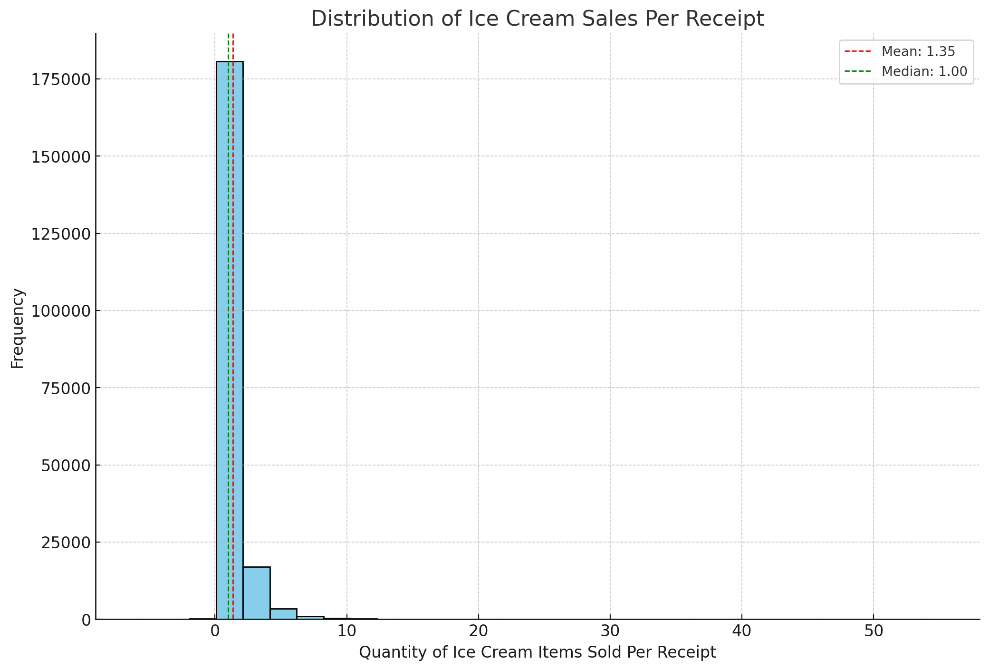 Distribution of Ice Cream Sales Per Receipt
Mean: 1.35
Median: 1.00
175000
150000
125000
100000
75000
50000
25000
0
Frequency
0 10 20 30 40 50
Quantity of Ice Cream Items Sold Per Receipt